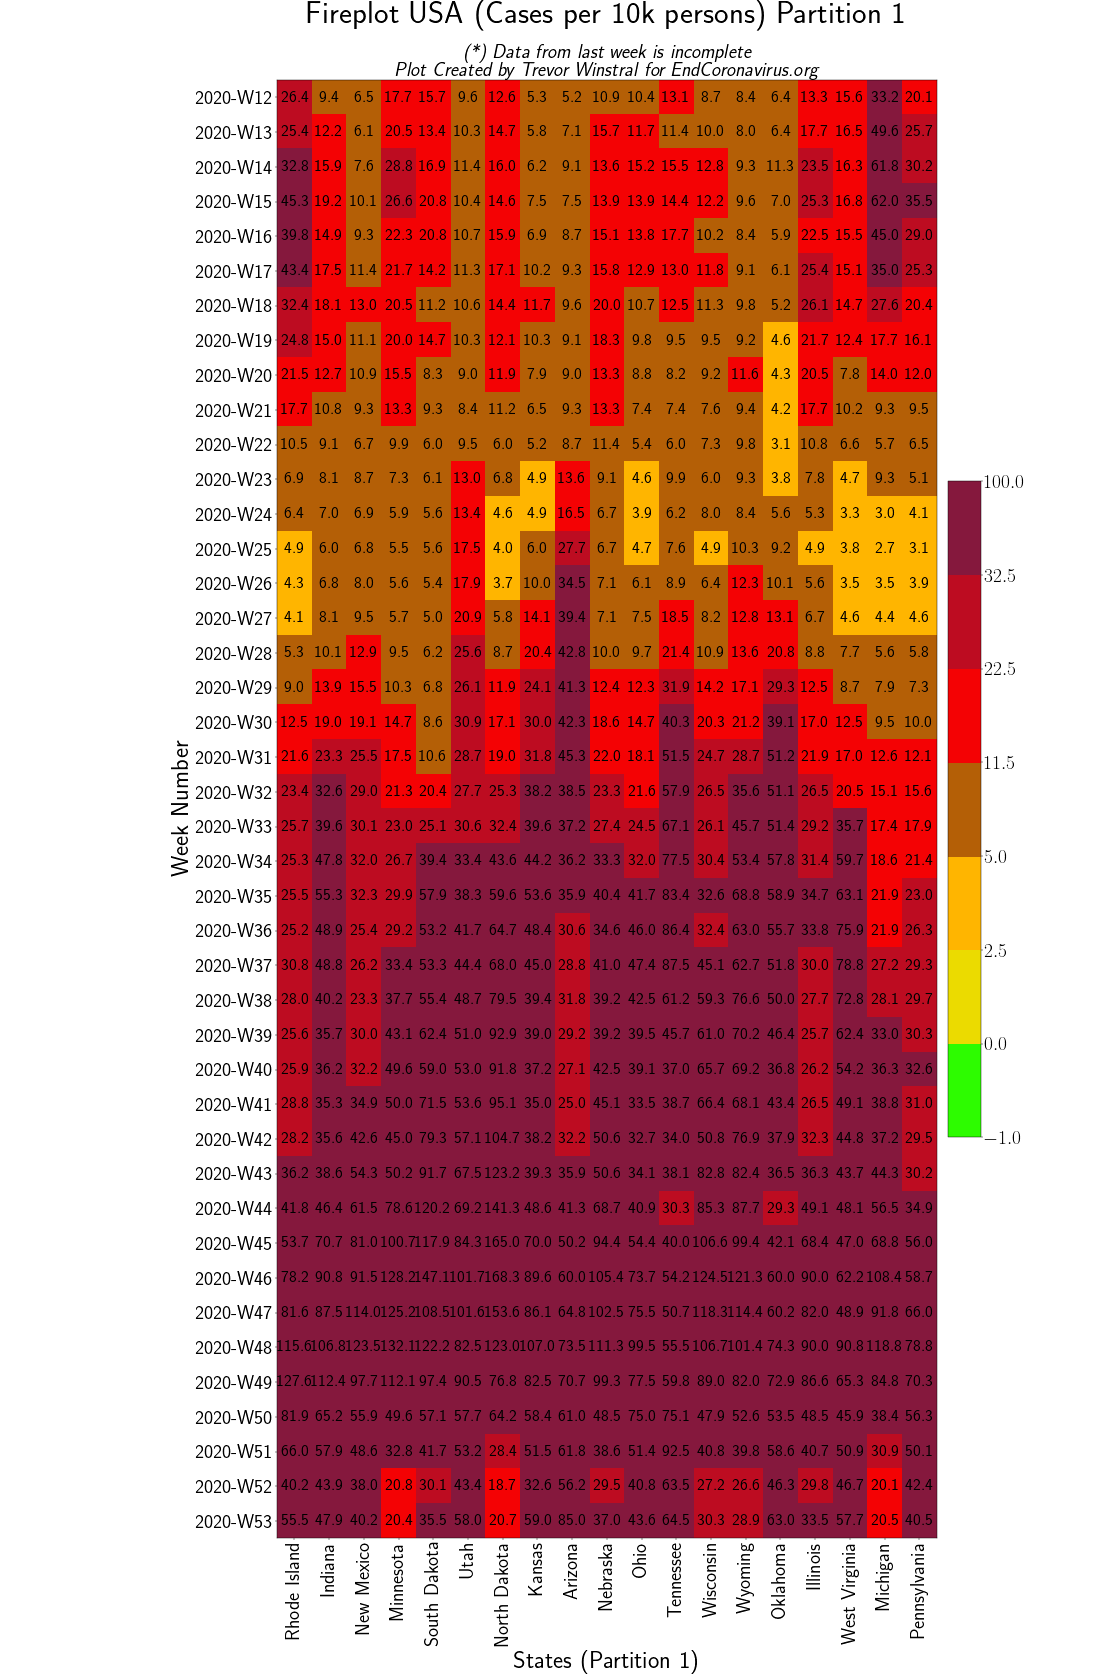 Fireplot USA (Cases per 10k persons) Partition 1
(*) Data from last week is incomplete
Plot Created by Trevor Winstral for EndCoronavirus.org
2020-W12 26.4 9.4 6.5 17.7 15.7 9.6 12.6 5.3 5.2 10.9 10.4 13.1 8.7 8.4 6.4 13.3 15.6 33.2 20.1
2020-W13 25.4 12.2 6.1 20.5 13.4 10.3 14.7 5.8 7.1 15.7 11.7 11.4 10.0 8.0 6.4 17.7 16.5 49.6 25.7
2020-W14 32.8 15.9 7.6 28.8 16.9 11.4 16.0 6.2 9.1 13.6 15.2 15.5 12.8 9.3 11.3 23.5 16.3 61.8 30.2
2020-W15 45.3 19.2 10.1 26.6 20.8 10.4 14.6 7.5 7.5 13.9 13.9 14.4 12.2 9.6 7.0 25.3 16.8 62.0 35.5
2020-W16 39.8 14.9 9.3 22.3 20.8 10.7 15.9 6.9 8.7 15.1 13.8 17.7 10.2 8.4 5.9 22.5 15.5 45.0 29.0
2020-W17 43.4 17.5 11.4 21.7 14.2 11.3 17.1 10.2 9.3 15.8 12.9 13.0 11.8 9.1 6.1 25.4 15.1 35.0 25.3
2020-W18 32.4 18.1 13.0 20.5 11.2 10.6 14.4 11.7 9.6 20.0 10.7 12.5 11.3 9.8 5.2 26.1 14.7 27.6 20.4
2020-W19 24.8 15.0 11.1 20.0 14.7 10.3 12.1 10.3 9.1 18.3 9.8 9.5 9.5 9.2 4.6 21.7 12.4 17.7 16.1
2020-W20 21.5 12.7 10.9 15.5 8.3 9.0 11.9 7.9 9.0 13.3 8.8 8.2 9.2 11.6 4.3 20.5 7.8 14.0 12.0
2020-W21 17.7 10.8 9.3 13.3 9.3 8.4 11.2 6.5 9.3 13.3 7.4 7.4 7.6 9.4 4.2 17.7 10.2 9.3 9.5
2020-W22 10.5 9.1 6.7 9.9 6.0 9.5 6.0 5.2 8.7 11.4 5.4 6.0 7.3 9.8 3.1 10.8 6.6 5.7 6.5
2020-W23 6.9 8.1 8.7 7.3 6.1 13.0 6.8 4.9 13.6 9.1 4.6 9.9 6.0 9.3 3.8 7.8 4.7 9.3 5.1
2020-W24 6.4 7.0 6.9 5.9 5.6 13.4 4.6 4.9 16.5 6.7 3.9 6.2 8.0 8.4 5.6 5.3 3.3 3.0 4.1
2020-W25 4.9 6.0 6.8 5.5 5.6 17.5 4.0 6.0 27.7 6.7 4.7 7.6 4.9 10.3 9.2 4.9 3.8 2.7 3.1
2020-W26 4.3 6.8 8.0 5.6 5.4 17.9 3.7 10.0 34.5 7.1 6.1 8.9 6.4 12.3 10.1 5.6 3.5 3.5 3.9
2020-W27 4.1 8.1 9.5 5.7 5.0 20.9 5.8 14.1 39.4 7.1 7.5 18.5 8.2 12.8 13.1 6.7 4.6 4.4 4.6
2020-W28 5.3 10.1 12.9 9.5 6.2 25.6 8.7 20.4 42.8 10.0 9.7 21.4 10.9 13.6 20.8 8.8 7.7 5.6 5.8
2020-W29 9.0 13.9 15.5 10.3 6.8 26.1 11.9 24.1 41.3 12.4 12.3 31.9 14.2 17.1 29.3 12.5 8.7 7.9 7.3
2020-W30 12.5 19.0 19.1 14.7 8.6 30.9 17.1 30.0 42.3 18.6 14.7 40.3 20.3 21.2 39.1 17.0 12.5 9.5 10.0
2020-W31 21.6 23.3 25.5 17.5 10.6 28.7 19.0 31.8 45.3 22.0 18.1 51.5 24.7 28.7 51.2 21.9 17.0 12.6 12.1
2020-W32 23.4 32.6 29.0 21.3 20.4 27.7 25.3 38.2 38.5 23.3 21.6 57.9 26.5 35.6 51.1 26.5 20.5 15.1 15.6
2020-W33 25.7 39.6 30.1 23.0 25.1 30.6 32.4 39.6 37.2 27.4 24.5 67.1 26.1 45.7 51.4 29.2 35.7 17.4 17.9
2020-W34 25.3 47.8 32.0 26.7 39.4 33.4 43.6 44.2 36.2 33.3 32.0 77.5 30.4 53.4 57.8 31.4 59.7 18.6 21.4
2020-W35 25.5 55.3 32.3 29.9 57.9 38.3 59.6 53.6 35.9 40.4 41.7 83.4 32.6 68.8 58.9 34.7 63.1 21.9 23.0
2020-W36 25.2 48.9 25.4 29.2 53.2 41.7 64.7 48.4 30.6 34.6 46.0 86.4 32.4 63.0 55.7 33.8 75.9 21.9 26.3
2020-W37 30.8 48.8 26.2 33.4 53.3 44.4 68.0 45.0 28.8 41.0 47.4 87.5 45.1 62.7 51.8 30.0 78.8 27.2 29.3
2020-W38 28.0 40.2 23.3 37.7 55.4 48.7 79.5 39.4 31.8 39.2 42.5 61.2 59.3 76.6 50.0 27.7 72.8 28.1 29.7
2020-W39 25.6 35.7 30.0 43.1 62.4 51.0 92.9 39.0 29.2 39.2 39.5 45.7 61.0 70.2 46.4 25.7 62.4 33.0 30.3
2020-W40 25.9 36.2 32.2 49.6 59.0 53.0 91.8 37.2 27.1 42.5 39.1 37.0 65.7 69.2 36.8 26.2 54.2 36.3 32.6
2020-W41 28.8 35.3 34.9 50.0 71.5 53.6 95.1 35.0 25.0 45.1 33.5 38.7 66.4 68.1 43.4 26.5 49.1 38.8 31.0
2020-W42 28.2 35.6 42.6 45.0 79.3 57.1 104.7 38.2 32.2 50.6 32.7 34.0 50.8 76.9 37.9 32.3 44.8 37.2 29.5
2020-W43 36.2 38.6 54.3 50.2 91.7 67.5 123.2 39.3 35.9 50.6 34.1 38.1 82.8 82.4 36.5 36.3 43.7 44.3 30.2
2020-W44 41.8 46.4 61.5 78.6 120.2 69.2 141.3 48.6 41.3 68.7 40.9 30.3 85.3 87.7 29.3 49.1 48.1 56.5 34.9
2020-W45 53.7 70.7 81.0 100.7 117.9 84.3 165.0 70.0 50.2 94.4 54.4 40.0 106.6 99.4 42.1 68.4 47.0 68.8 56.0
2020-W46 78.2 90.8 91.5 128.2 147.1 101.7 168.3 89.6 60.0 105.4 73.7 54.2 124.5 121.3 60.0 90.0 62.2 108.4 58.7
2020-W47 81.6 87.5 114.0 125.2 108.5 101.6 153.6 86.1 64.8 102.5 75.5 50.7 118.3 114.4 60.2 82.0 48.9 91.8 66.0
2020-W48 115.6 106.8 123.5 132.1 122.2 82.5 123.0 107.0 73.5 111.3 99.5 55.5 106.7 101.4 74.3 90.0 90.8 118.8 78.8
2020-W49 127.6 112.4 97.7 112.1 97.4 90.5 76.8 82.5 70.7 99.3 77.5 59.8 89.0 82.0 72.9 86.6 65.3 84.8 70.3
2020-W50 81.9 65.2 55.9 49.6 57.1 57.7 64.2 58.4 61.0 48.5 75.0 75.1 47.9 52.6 53.5 48.5 45.9 38.4 56.3
2020-W51 66.0 57.9 48.6 32.8 41.7 53.2 28.4 51.5 61.8 38.6 51.4 92.5 40.8 39.8 58.6 40.7 50.9 30.9 50.1
2020-W52 40.2 43.9 38.0 20.8 30.1 43.4 18.7 32.6 56.2 29.5 40.8 63.5 27.2 26.6 46.3 29.8 46.7 20.1 42.4
2020-W53 55.5 47.9 40.2 20.4 35.5 58.0 20.7 59.0 85.0 37.0 43.6 64.5 30.3 28.9 63.0 33.5 57.7 20.5 40.5
Week Number
Rhode Island
Indiana
New Mexico
Minnesota
South Dakota
Utah
North Dakota
Kansas
Arizona
Nebraska
Ohio
Tennessee
Wisconsin
Wyoming
Oklahoma
Illinois
West Virginia
Michigan
Pennsylvania
States (Partition 1)
100.0
32.5
22.5
11.5
5.0
2.5
0.0
−1.0